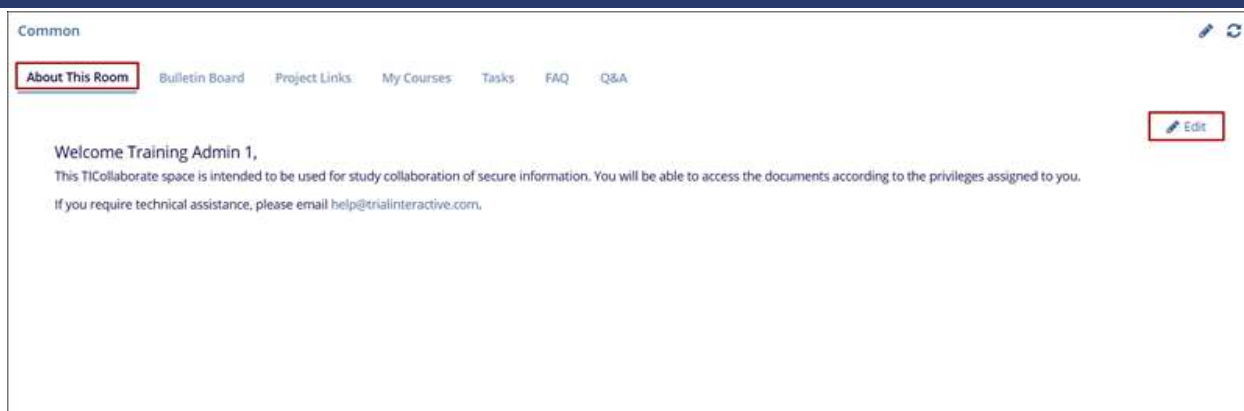 Common
About This Room Bulletin Board Project Links My Courses Tasks FAQ Q&A
Edit
Welcome Training Admin 1,
This TICollaborate space is intended to be used for study collaboration of secure information. You will be able to access the documents according to the privileges assigned to you.
If you require technical assistance, please email help@trialinteractive.com.